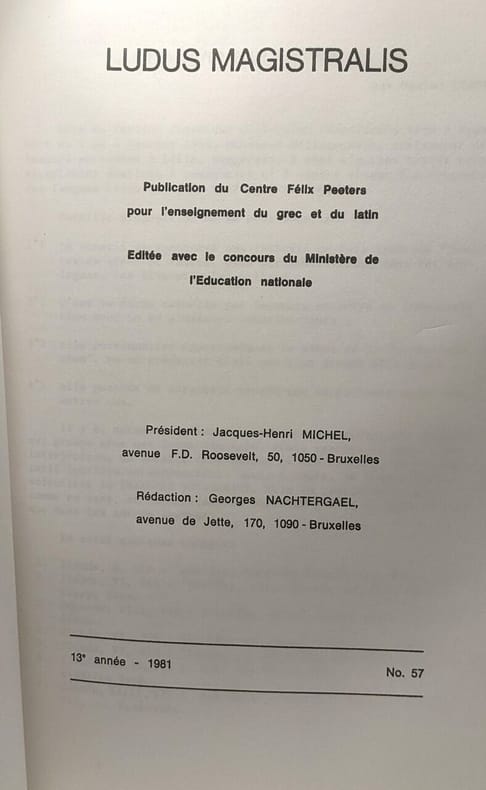 LUDUS MAGISTRALIS
Publication du Centre Félix Peeters
pour l'enseignement du grec et du latin
Editée avec le concours du Ministère de
l'Education nationale
Président : Jacques-Henri MICHEL,
avenue F.D. Roosevelt, 50, 1050 - Bruxelles
Rédaction : Georges NACHTERGAEL,
avenue de Jette, 170, 1090 - Bruxelles
13e année - 1981
No. 57